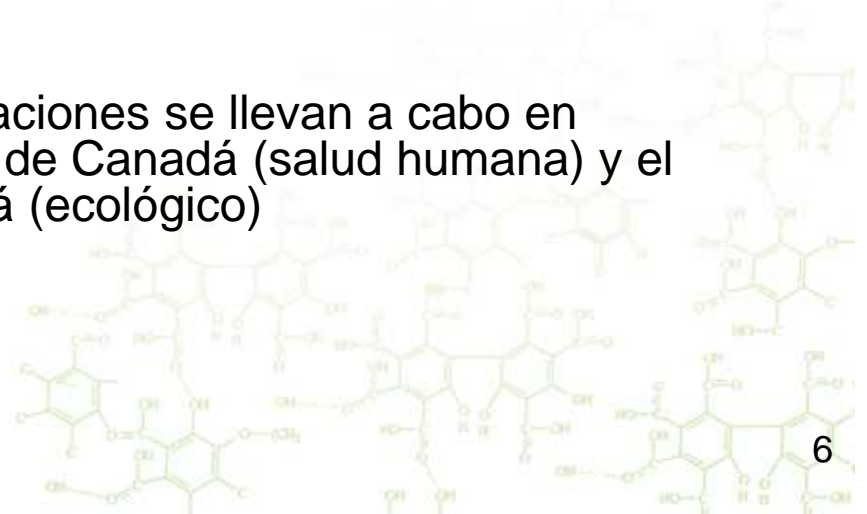 aciones se llevan a cabo en
de Canadá (salud humana) y el
á (ecológico)
6